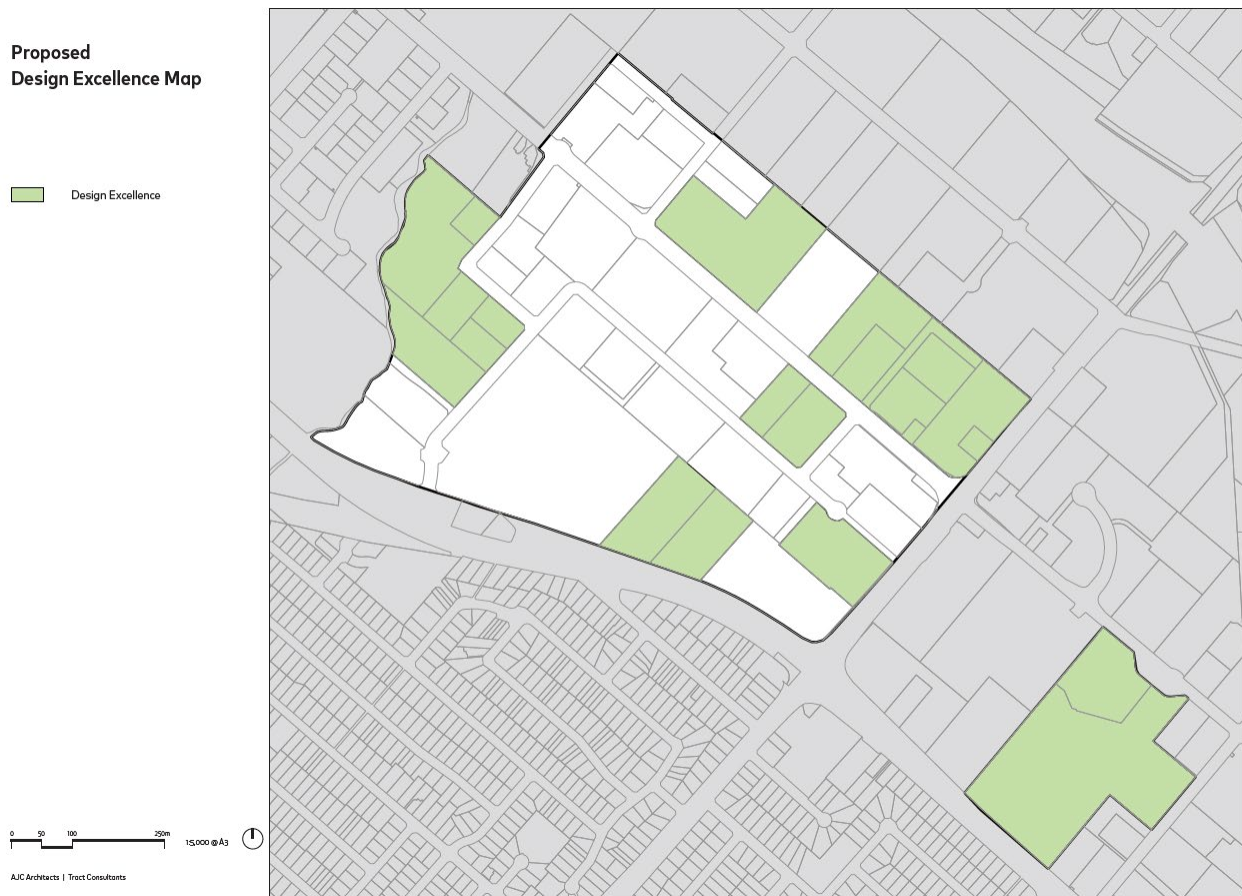 Proposed
Design Excellence Map
Design Excellence
0 50 100 250m
1:5,000 @A3
AJC Architects | Tract Consultants